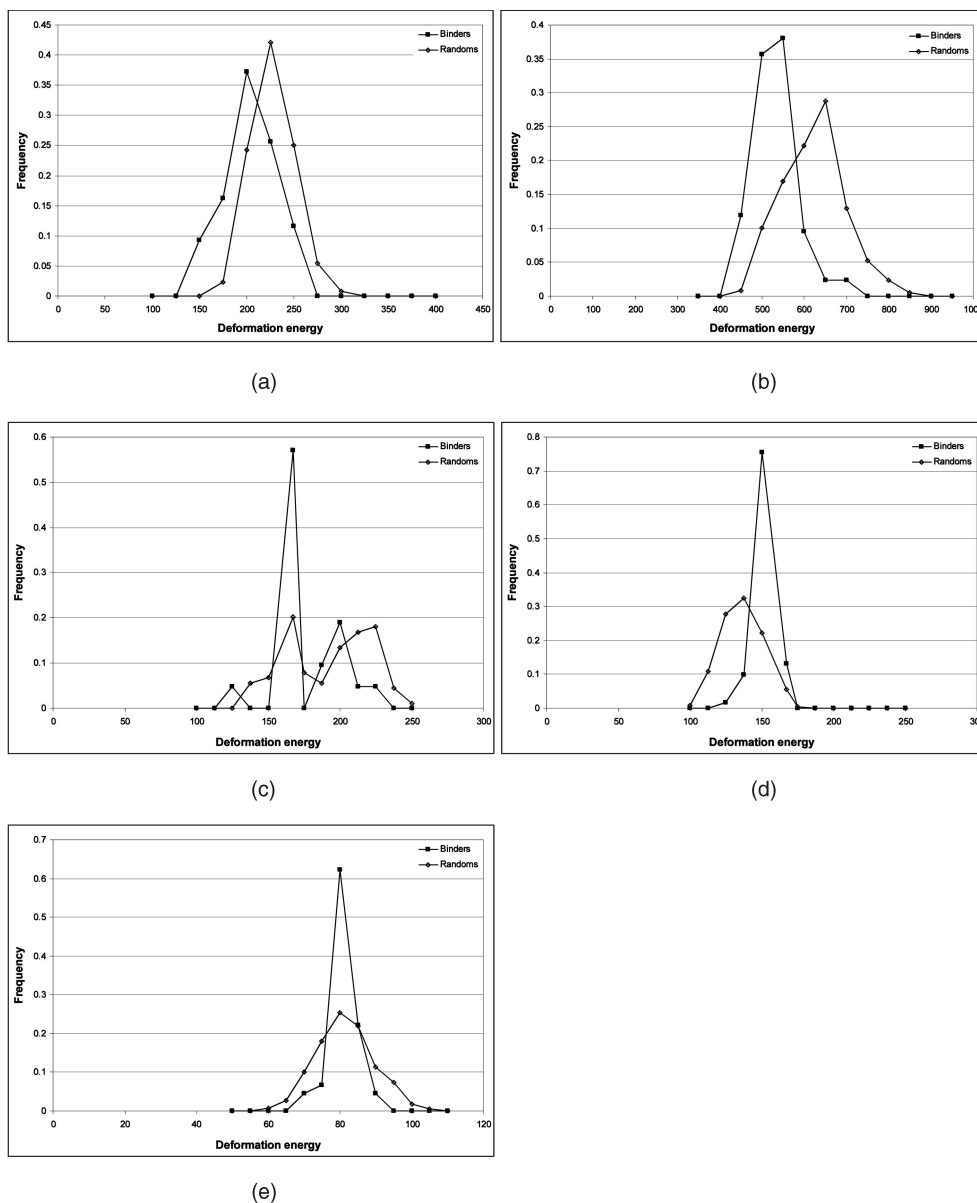 0.45
0.4
0.35
0.3
0.25
0.2
0.15
0.1
0.05
0
Frequency
Binders
Randoms
0 50 100 150 200 250 300 350 400 450
Deformation energy
(a)
0.4
0.35
0.3
0.25
0.2
0.15
0.1
0.05
0
Frequency
Binders
Randoms
0 100 200 300 400 500 600 700 800 900 100
Deformation energy
(b)
0.6
0.5
0.4
0.3
0.2
0.1
0
Frequency
Binders
Randoms
0 50 100 150 200 250 300
Deformation energy
(c)
0.8
0.7
0.6
0.5
0.4
0.3
0.2
0.1
0
Frequency
Binders
Randoms
0 50 100 150 200 250 30
Deformation energy
(d)
0.7
0.6
0.5
0.4
0.3
0.2
0.1
0
Frequency
Binders
Randoms
0 20 40 60 80 100 120
Deformation energy
(e)